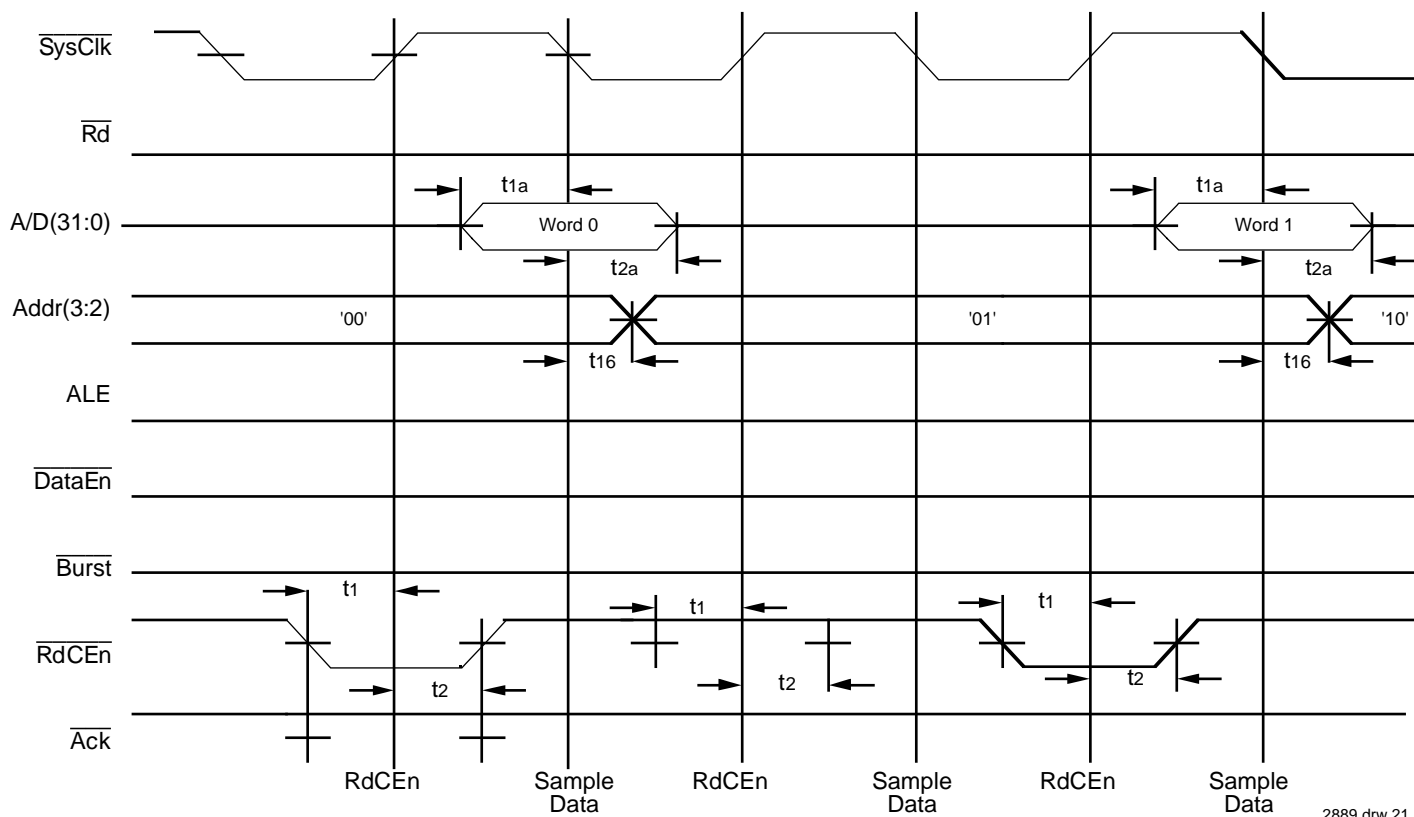 SysClk
Rd
t1a
t1a
A/D(31:0)
Word 0
Word 1
t2a
t2a
Addr(3:2)
'00'
'01'
'10'
t16
t16
ALE
DataEn
Burst
t1
t1
t1
RdCEn
t2
t2
t2
Ack
RdCEn
Sample
Data
RdCEn
Sample
Data
RdCEn
Sample
Data
2889 drw 21